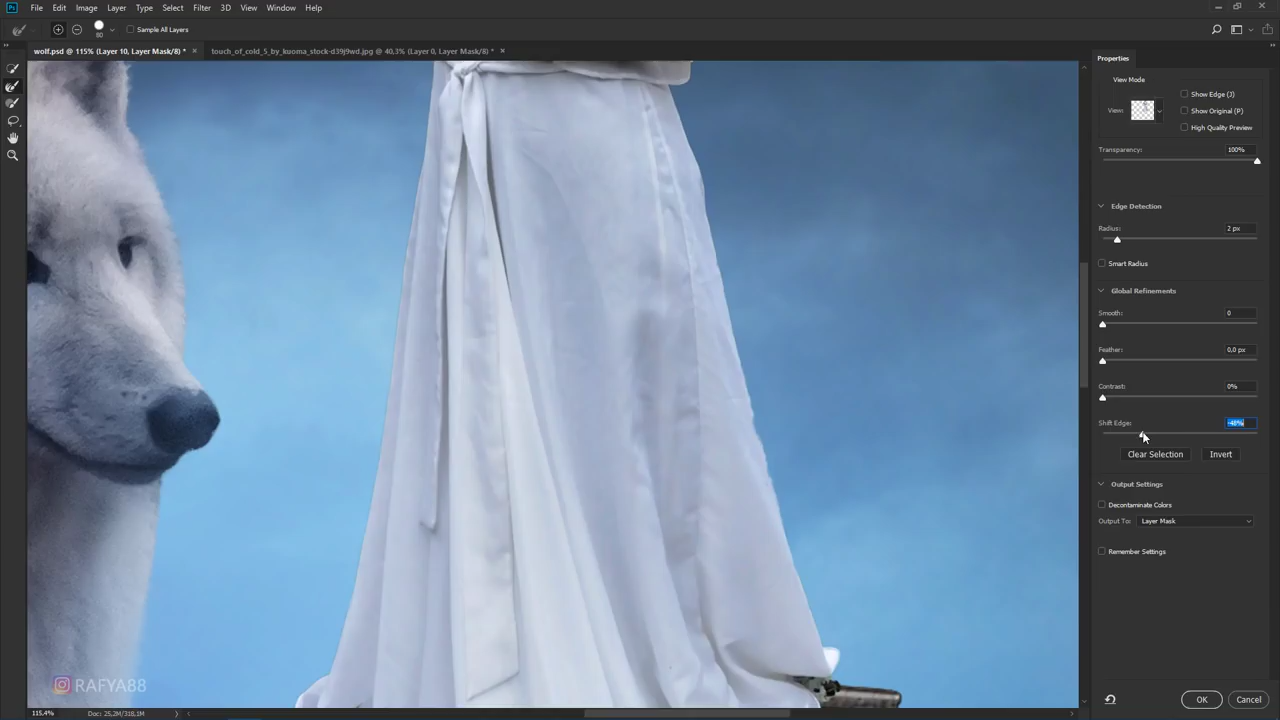 Ps File Edit Image Layer Type Select Filter 3D View Window Help
80 Sample All Layers
wolf.psd @ 115% (Layer 10, Layer Mask/8) * × touch_of_cold_5_by_kuoma_stock-d39j9wd.jpg @ 40,3% (Layer 0, Layer Mask/8) * ×
Properties
View Mode
Show Edge (J)
View: Show Original (P)
High Quality Preview
Transparency: 100%
Edge Detection
Radius: 2 px
Smart Radius
Global Refinements
Smooth: 0
Feather: 0,0 px
Contrast: 0%
Shift Edge: -48%
Clear Selection Invert
Output Settings
Decontaminate Colors
Output To: Layer Mask
Remember Settings
RAFYA88
OK Cancel
115.4% Doc: 25,2M/318,1M